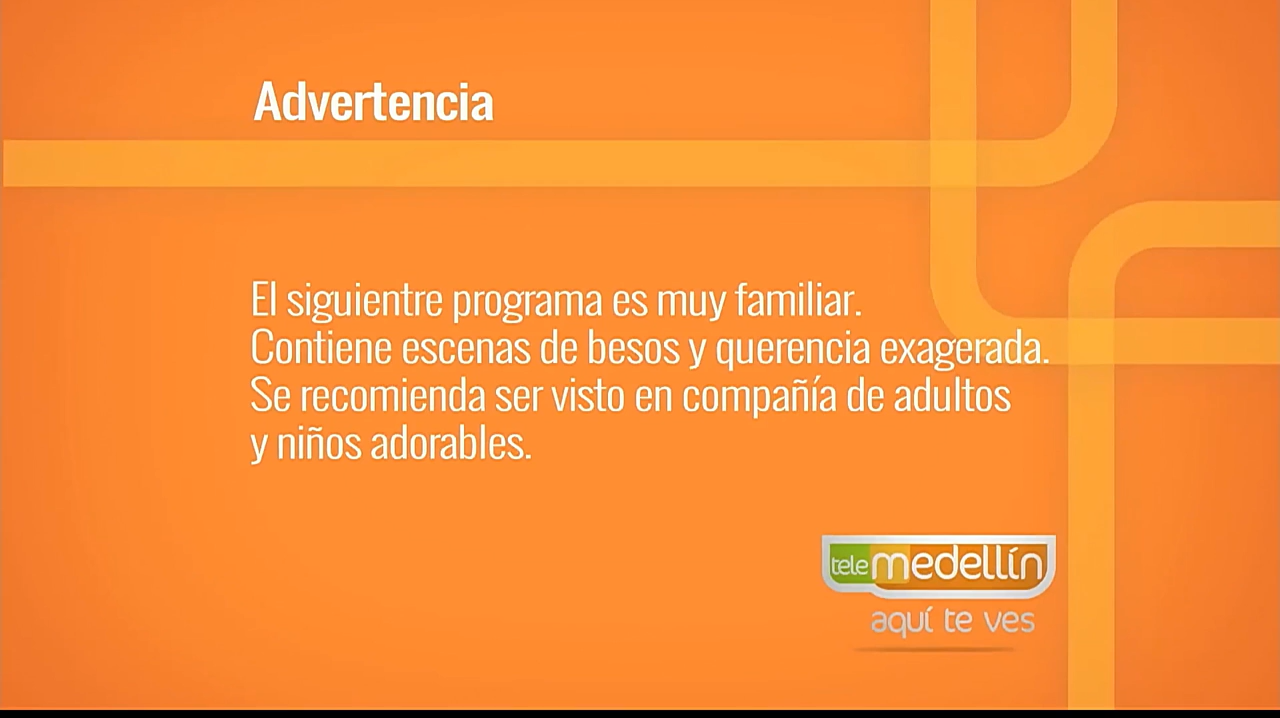 Advertencia
El siguientre programa es muy familiar.
Contiene escenas de besos y querencia exagerada.
Se recomienda ser visto en compañía de adultos
y niños adorables.
tele medellín
aquí te ves